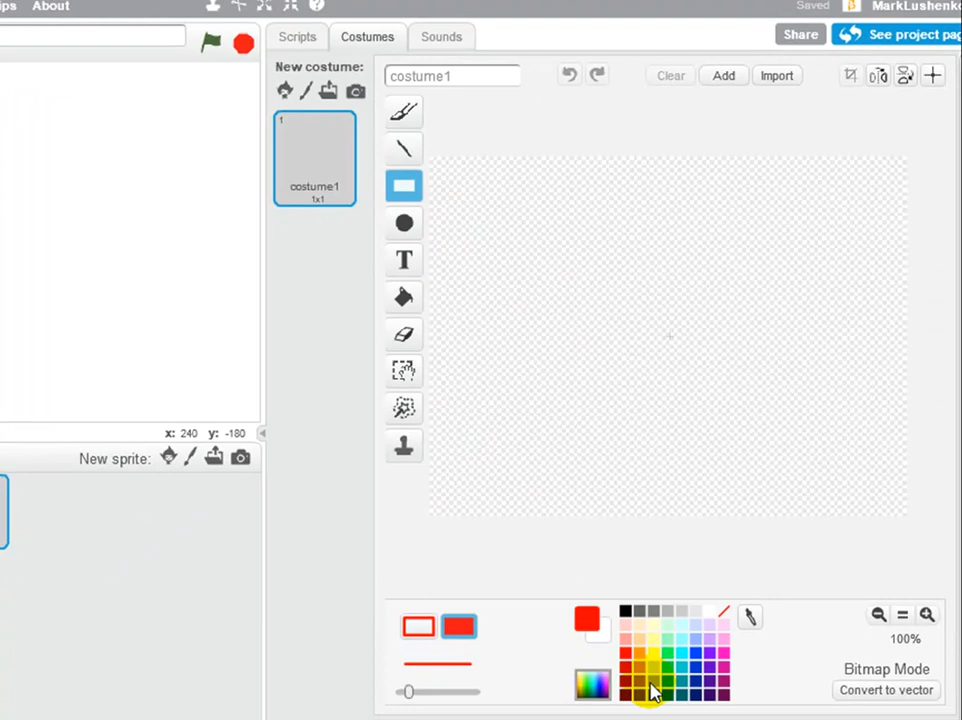 ips About Saved MarkLushenko
Scripts Costumes Sounds Share See project pag
New costume: costume1 Clear Add Import
1
costume1
1x1
T
x: 240 y: -180
New sprite:
100%
Bitmap Mode
Convert to vector